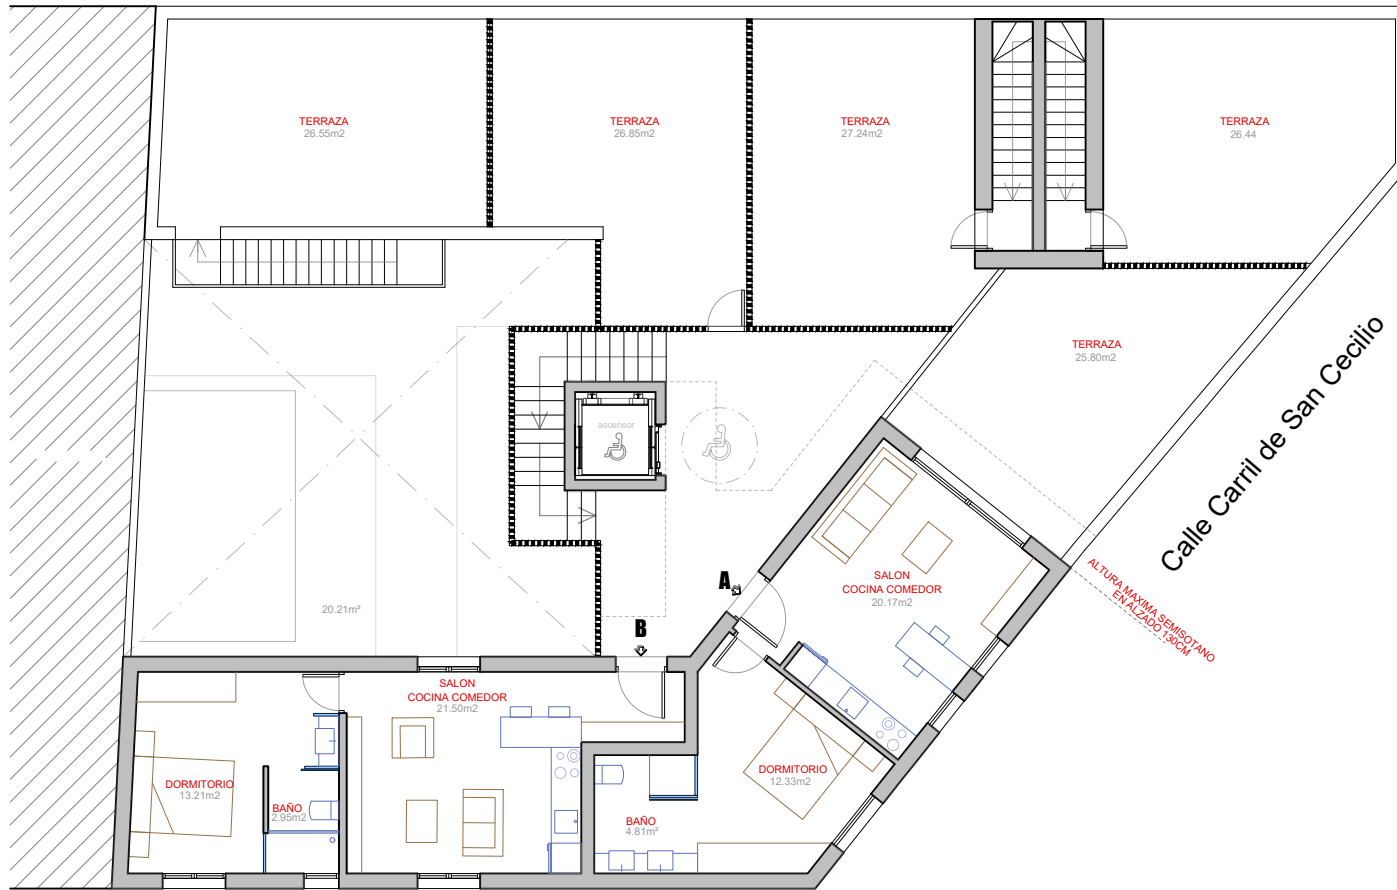 TERRAZA
26.55m2
TERRAZA
26.85m2
TERRAZA
27.24m2
TERRAZA
26.44
TERRAZA
25.80m2
Calle Carril de San Cecilio
ascensor
ALTURA MAXIMA SEMISOTANO
EN ALZADO 130CM
A
SALON
COCINA COMEDOR
20.17m2
20.21m²
B
SALON
COCINA COMEDOR
21.50m2
DORMITORIO
13.21m2
BAÑO
2.95m2
DORMITORIO
12.33m2
BAÑO
4.81m²